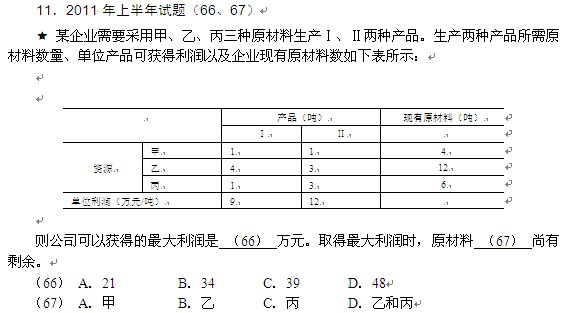 11．2011 年上半年试题（66、67）
★ 某企业需要采用甲、乙、丙三种原材料生产Ⅰ、Ⅱ两种产品。生产两种产品所需原
材料数量、单位产品可获得利润以及企业现有原材料数如下表所示：
产品（吨） 现有原材料（吨）
Ⅰ Ⅱ
甲 1 1 4
资源 乙 4 3 12
丙 1 3 6
单位利润（万元/吨） 9 12
则公司可以获得的最大利润是 （66） 万元。取得最大利润时，原材料 （67） 尚有
剩余。
（66） A．21 B．34 C．39 D．48
（67） A．甲 B．乙 C．丙 D．乙和丙